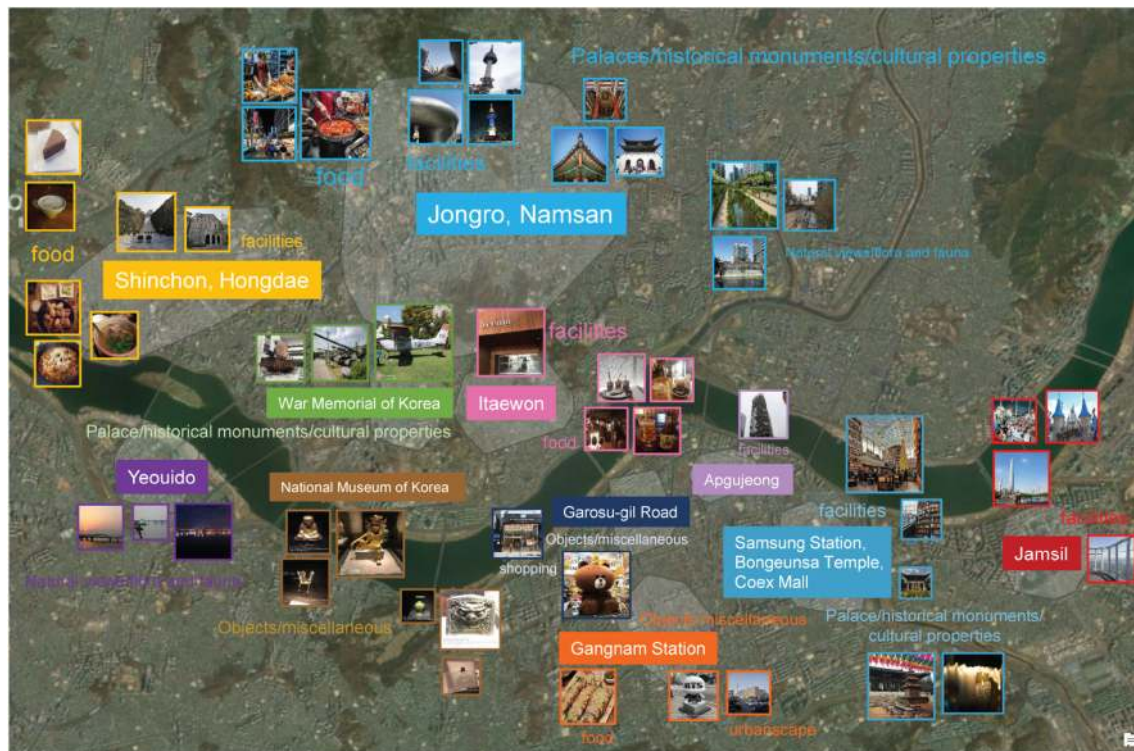 Palaces/historical monuments/cultural properties
food
facilities
Jongro, Namsan
food
facilities
Shinchon, Hongdae
Natural views/flora and fauna
facilities
War Memorial of Korea
Itaewon
Palace/historical monuments/cultural properties
food
facilities
Yeouido
National Museum of Korea
Apgujeong
Garosu-gil Road
facilities
facilities
Objects/miscellaneous
shopping
Samsung Station,
Bongeunsa Temple,
Coex Mall
Jamsil
Natural views/flora and fauna
Objects/miscellaneous
Objects/miscellaneous
Palace/historical monuments/
cultural properties
Gangnam Station
BTS
food
urbanscape